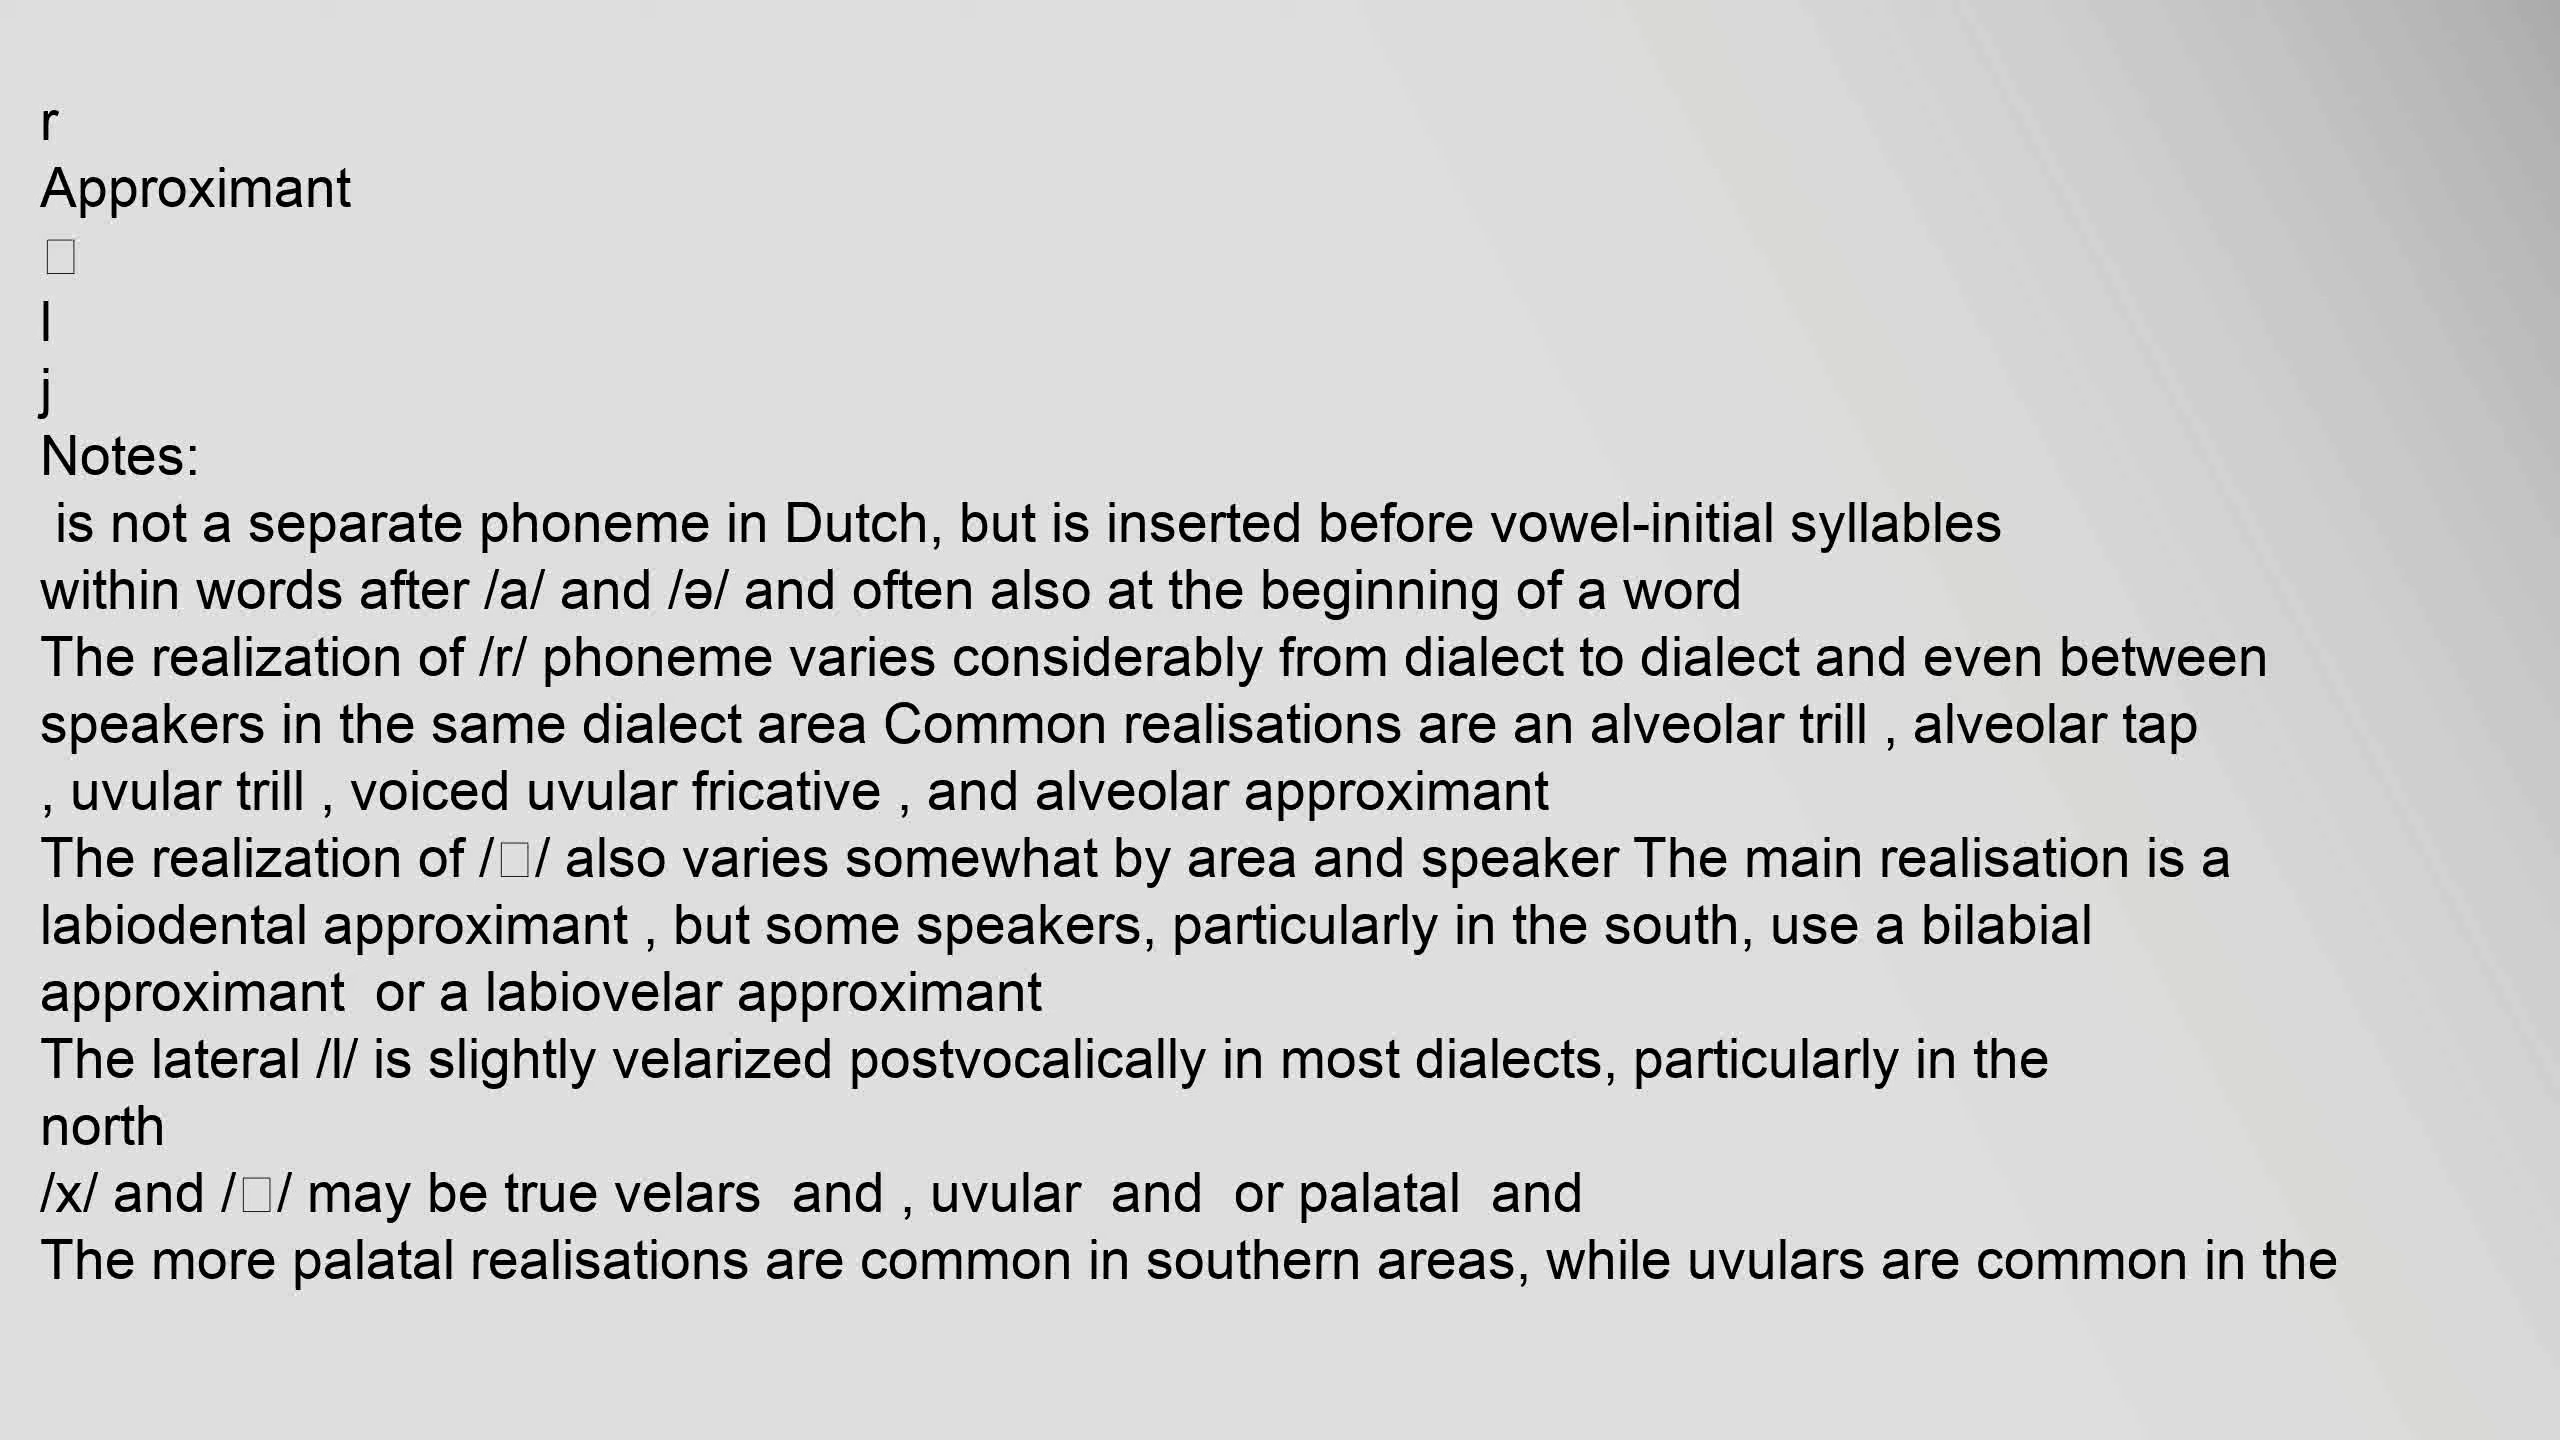 r
Approximant
□
l
j
Notes:
is not a separate phoneme in Dutch, but is inserted before vowel-initial syllables
within words after /a/ and /ə/ and often also at the beginning of a word
The realization of /r/ phoneme varies considerably from dialect to dialect and even between
speakers in the same dialect area Common realisations are an alveolar trill , alveolar tap
, uvular trill , voiced uvular fricative , and alveolar approximant
The realization of /□/ also varies somewhat by area and speaker The main realisation is a
labiodental approximant , but some speakers, particularly in the south, use a bilabial
approximant  or a labiovelar approximant
The lateral /l/ is slightly velarized postvocalically in most dialects, particularly in the
north
/x/ and /□/ may be true velars  and , uvular  and  or palatal  and
The more palatal realisations are common in southern areas, while uvulars are common in the